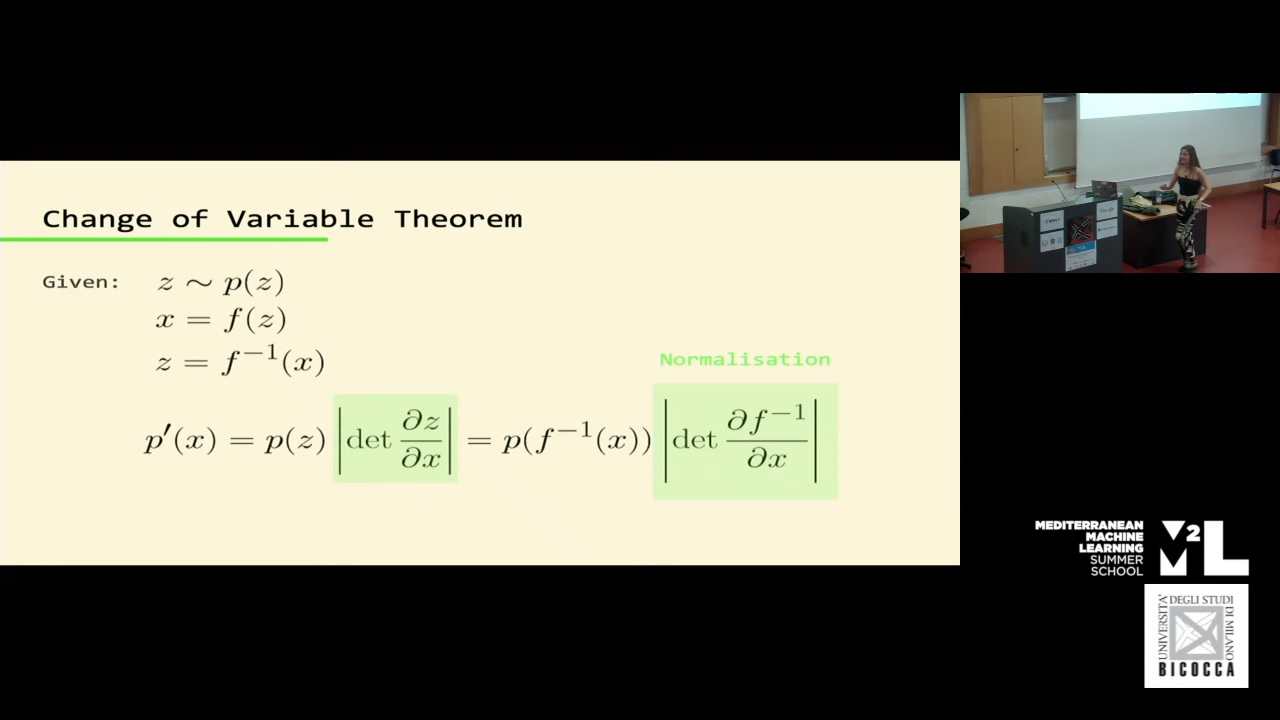 Change of Variable Theorem
Given: z ∼ p(z)
x = f(z)
z = f⁻¹(x)
Normalisation
p′(x) = p(z) |det ∂z/∂x| = p(f⁻¹(x)) |det ∂f⁻¹/∂x|
MEDITERRANEAN
MACHINE
LEARNING
SUMMER
SCHOOL
M²L
UNIVERSITÀ
DEGLI STUDI
DI MILANO
BICOCCA